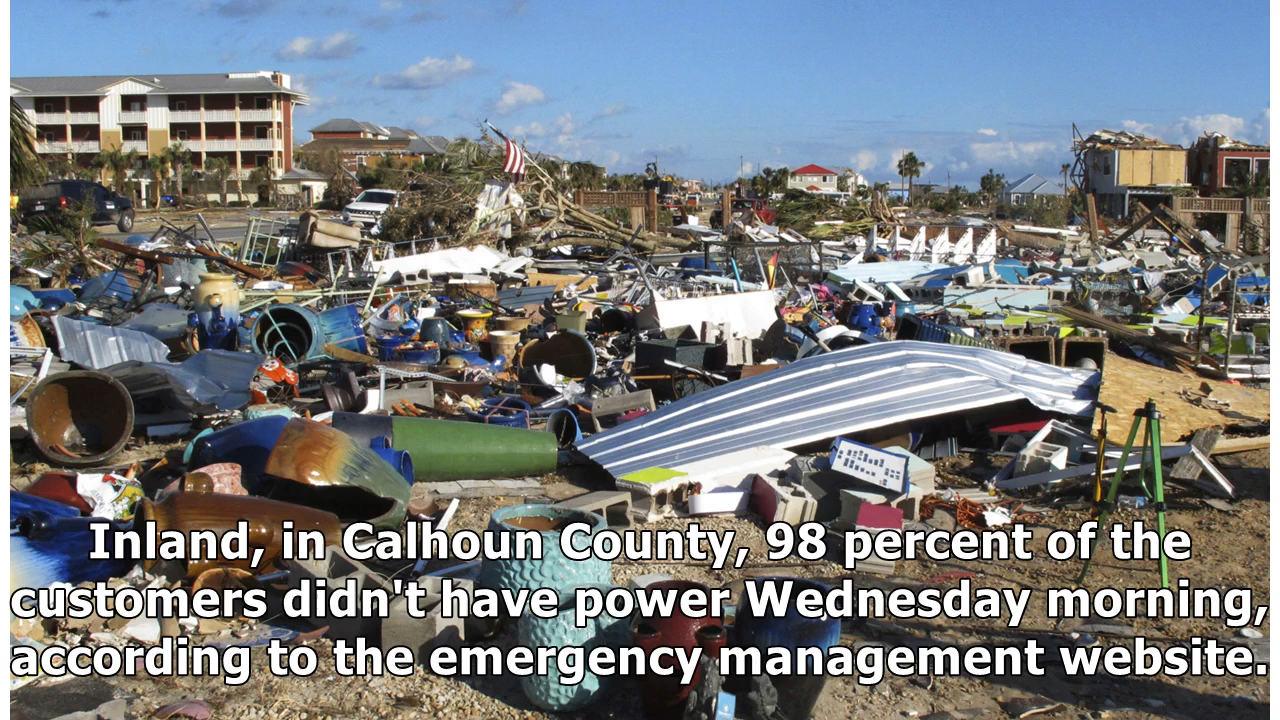 Inland, in Calhoun County, 98 percent of the
customers didn't have power Wednesday morning,
according to the emergency management website.